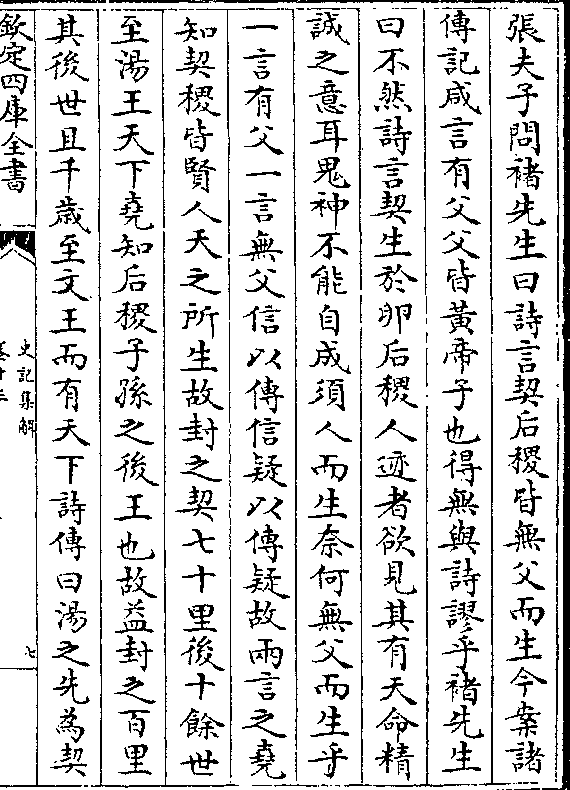 張夫子問褚先生曰詩言契后稷皆無父而生今案諸
傳記咸言有父父皆黃帝子也得無與詩謬乎褚先生
曰不然詩言契生於卵后稷人迹者欲見其有天命精
誠之意耳鬼神不能自成須人而生奈何無父而生乎
一言有父一言無父信以傳信疑以傳疑故兩言之堯
知契稷皆賢人天之所生故封之契七十里後十餘世
至湯王天下堯知后稷子孫之後王也故益封之百里
其後世且千歳至文王而有天下詩傳曰湯之先為契
欽定四庫全書
史記集解
七